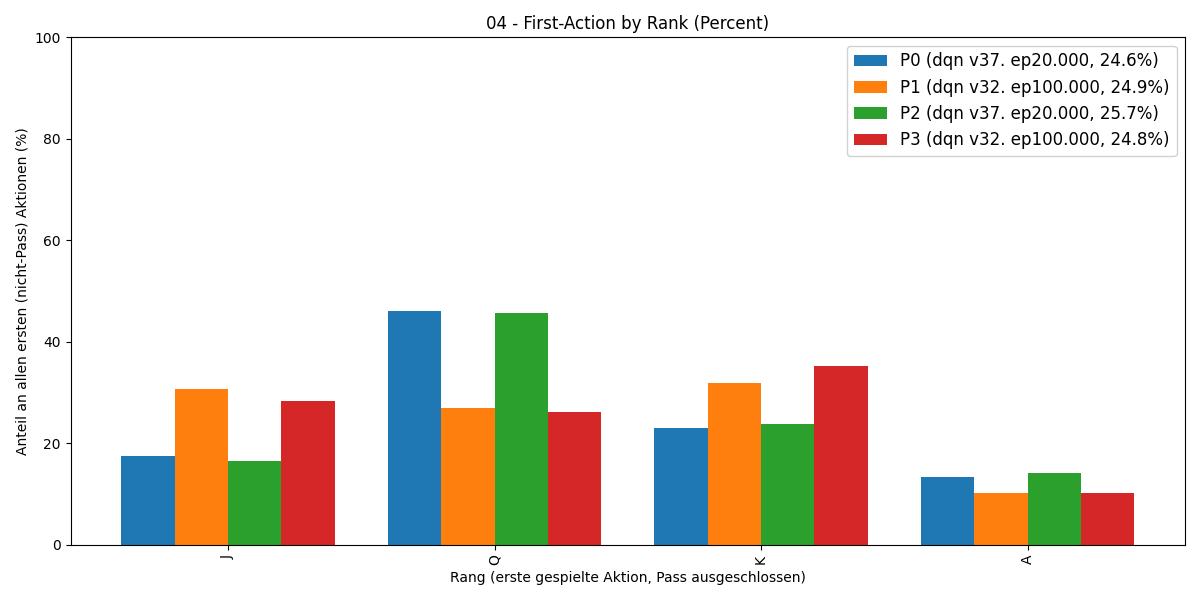 04 - First-Action by Rank (Percent)
P0 (dqn v37. ep20.000, 24.6%)
P1 (dqn v32. ep100.000, 24.9%)
P2 (dqn v37. ep20.000, 25.7%)
P3 (dqn v32. ep100.000, 24.8%)
Anteil an allen ersten (nicht-Pass) Aktionen (%)
100
80
60
40
20
0
J
Q
K
A
Rang (erste gespielte Aktion, Pass ausgeschlossen)